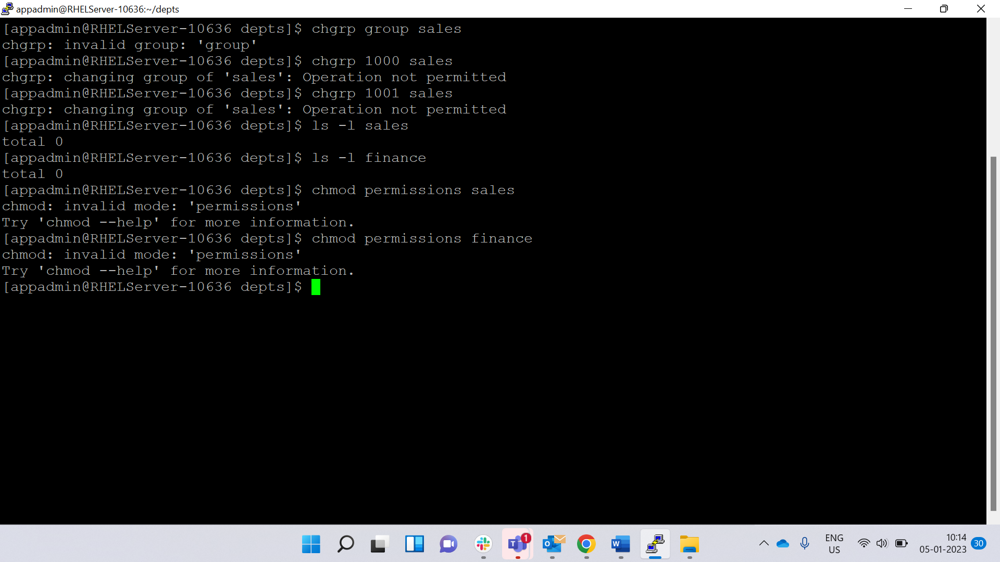 appadmin@RHELServer-10636:~/depts
[appadmin@RHELServer-10636 depts]$ chgrp group sales
chgrp: invalid group: 'group'
[appadmin@RHELServer-10636 depts]$ chgrp 1000 sales
chgrp: changing group of 'sales': Operation not permitted
[appadmin@RHELServer-10636 depts]$ chgrp 1001 sales
chgrp: changing group of 'sales': Operation not permitted
[appadmin@RHELServer-10636 depts]$ ls -l sales
total 0
[appadmin@RHELServer-10636 depts]$ ls -l finance
total 0
[appadmin@RHELServer-10636 depts]$ chmod permissions sales
chmod: invalid mode: 'permissions'
Try 'chmod --help' for more information.
[appadmin@RHELServer-10636 depts]$ chmod permissions finance
chmod: invalid mode: 'permissions'
Try 'chmod --help' for more information.
[appadmin@RHELServer-10636 depts]$
T 1
O
W
ENG
US
10:14
05-01-2023
30